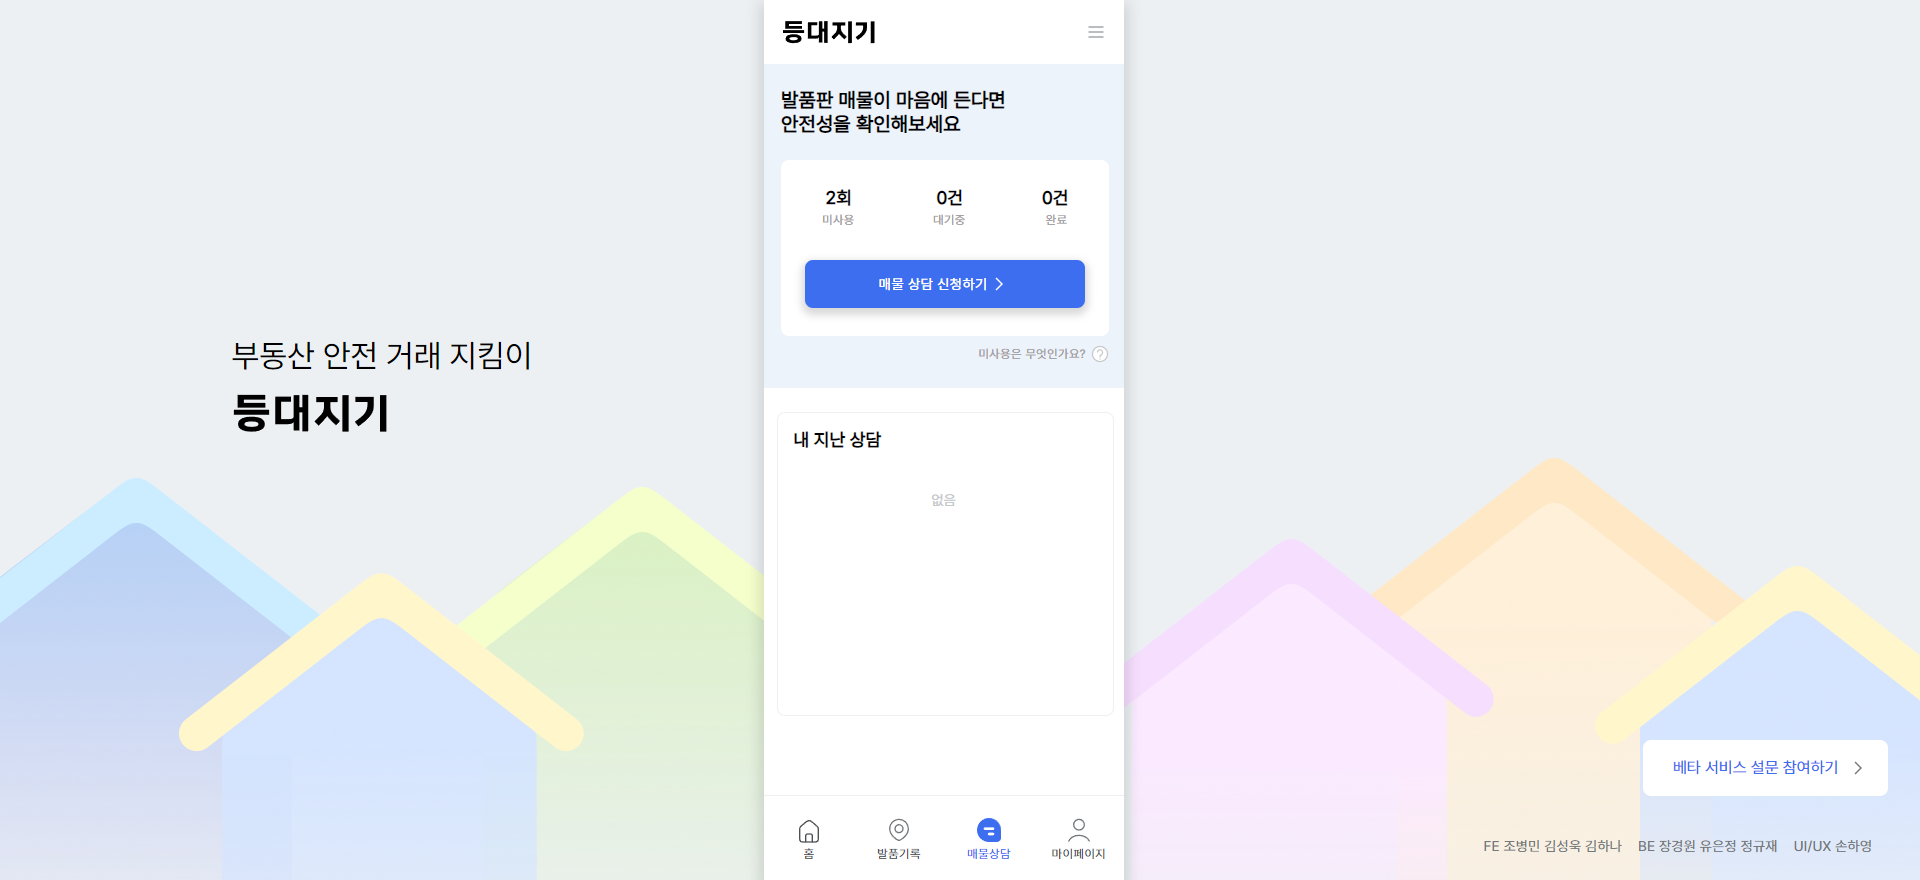 부동산 안전 거래 지킴이
등대지기
등대지기
발품판 매물이 마음에 든다면
안전성을 확인해보세요
2회 0건 0건
미사용 대기중 완료
매물 상담 신청하기
미사용은 무엇인가요? ?
내 지난 상담
없음
홈 발품기록 매물상담 마이페이지
베타 서비스 설문 참여하기
FE 조병민 김성욱 김하나 BE 장경원 유은정 정규재 UI/UX 손하영